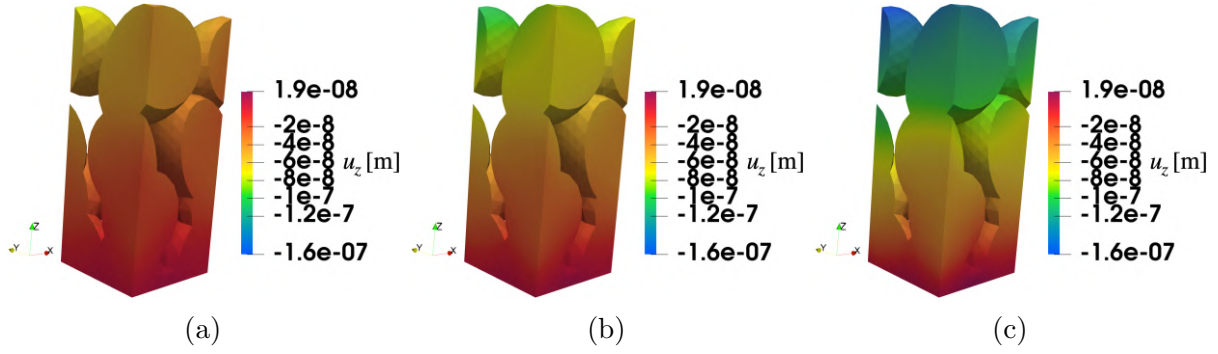 1.9e-08
-2e-8
-4e-8
-6e-8
-8e-8
-1e-7
-1.2e-7
-1.6e-07
u_z [m]
Z
Y
X
(a)
1.9e-08
-2e-8
-4e-8
-6e-8
-8e-8
-1e-7
-1.2e-7
-1.6e-07
u_z [m]
Z
Y
X
(b)
1.9e-08
-2e-8
-4e-8
-6e-8
-8e-8
-1e-7
-1.2e-7
-1.6e-07
u_z [m]
Z
Y
X
(c)